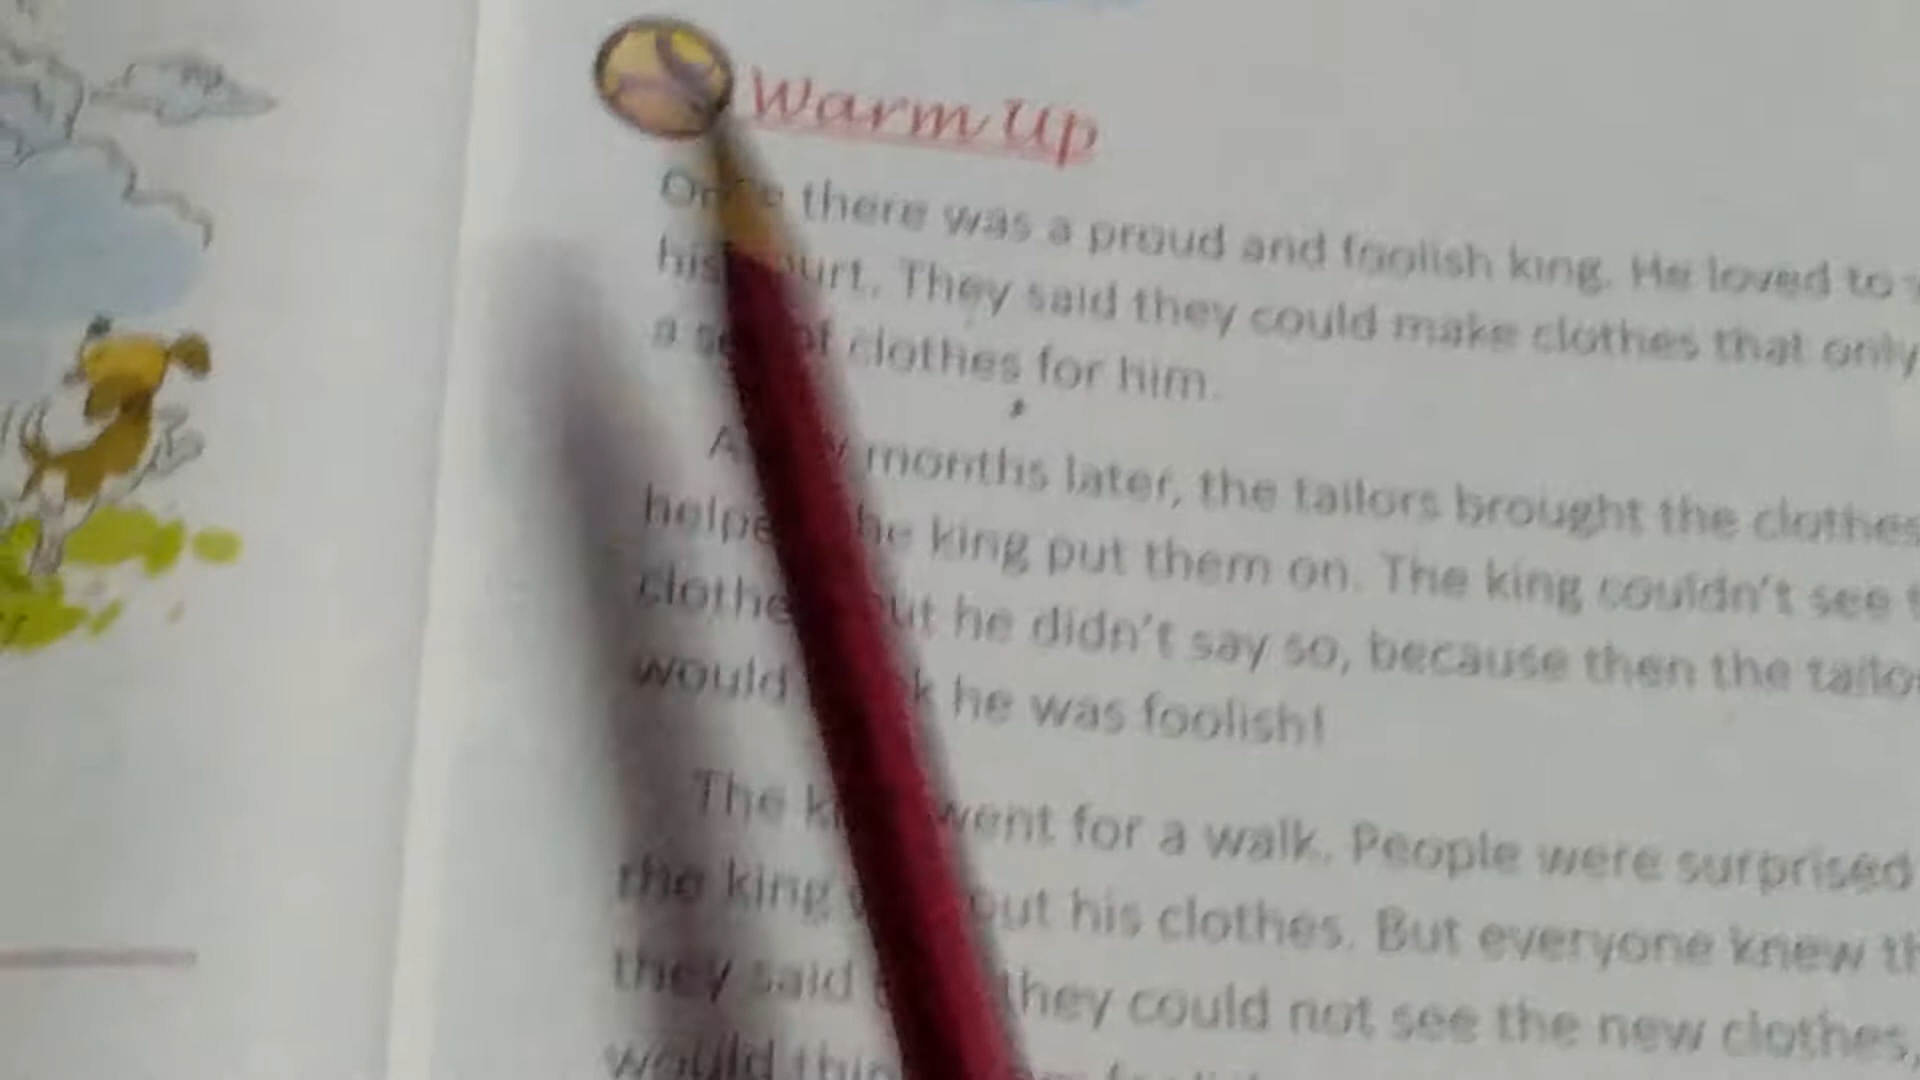 Warm Up
there was a proud and foolish king. He loved to
his court. They said they could make clothes that only
a set of clothes for him.
months later, the tailors brought the clothes
helped the king put them on. The king couldn't see
clothes but he didn't say so, because then the tailo
would he was foolish!
The king went for a walk. People were surprised
the king his clothes. But everyone knew th
they said they could not see the new clothes,
would